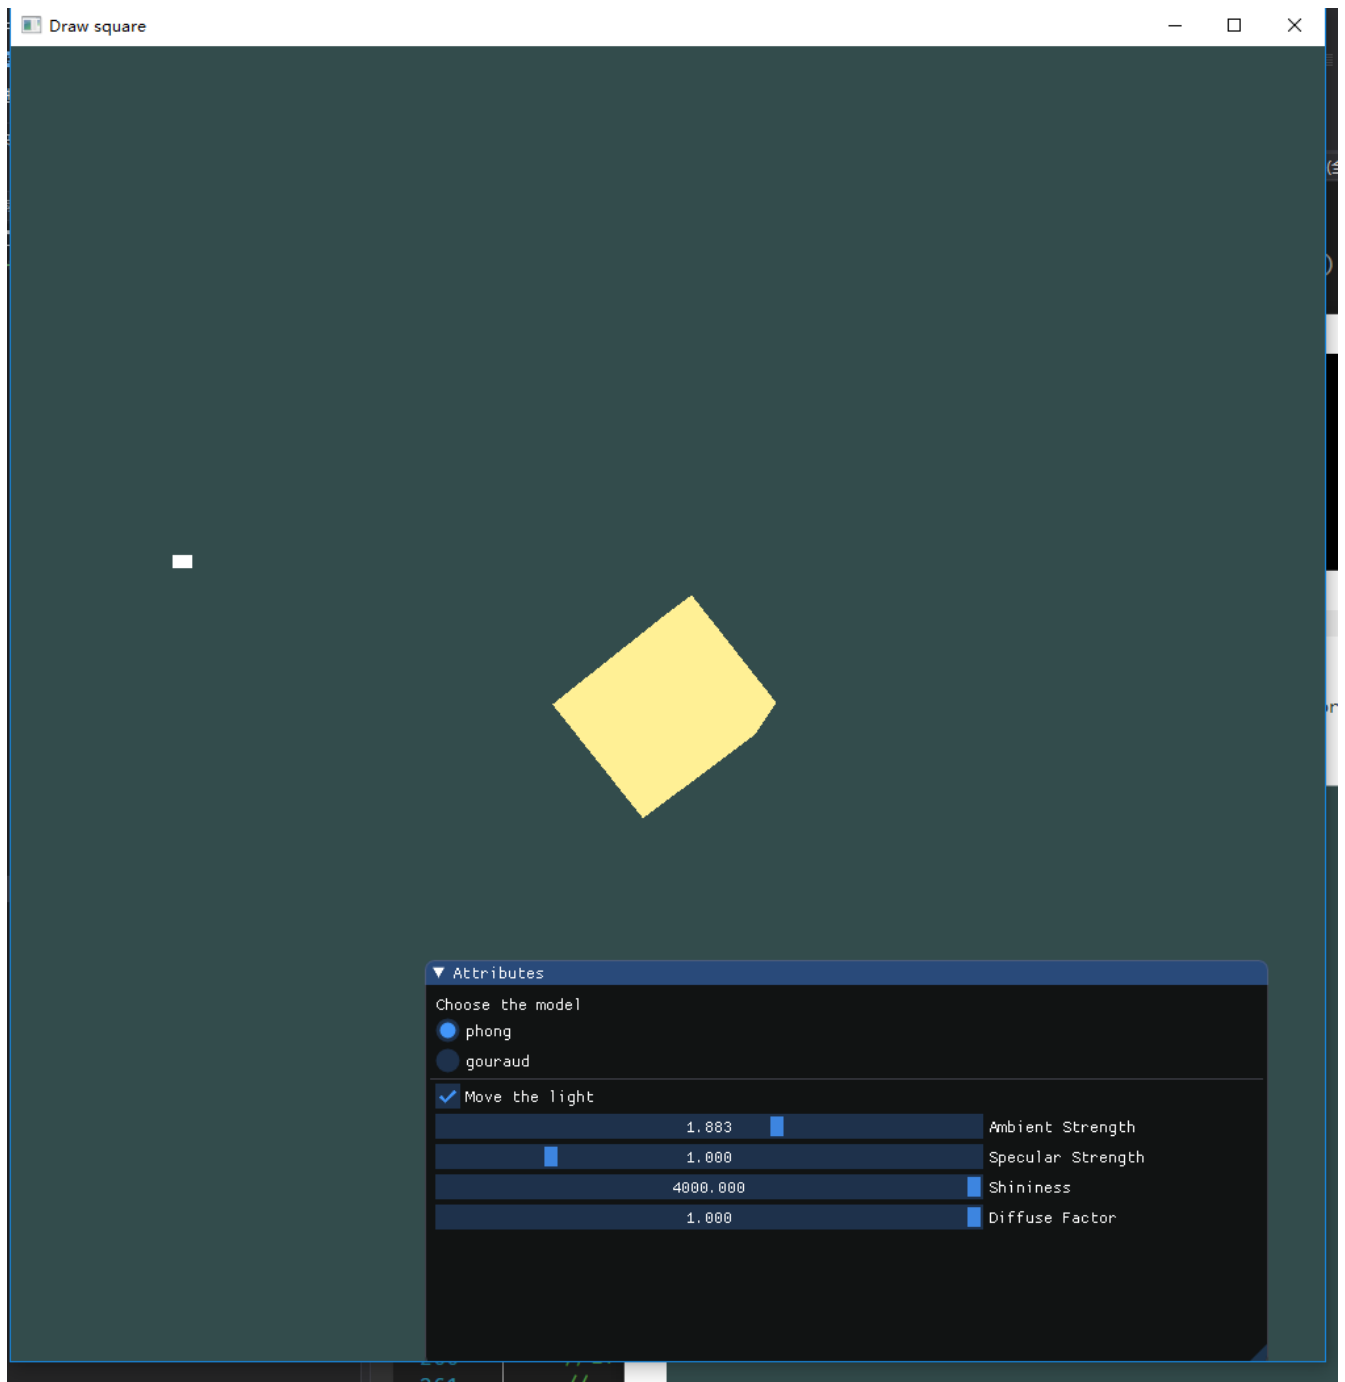 Draw square
Attributes
Choose the model
phong
gouraud
Move the light
1.883 Ambient Strength
1.000 Specular Strength
4000.000 Shininess
1.000 Diffuse Factor